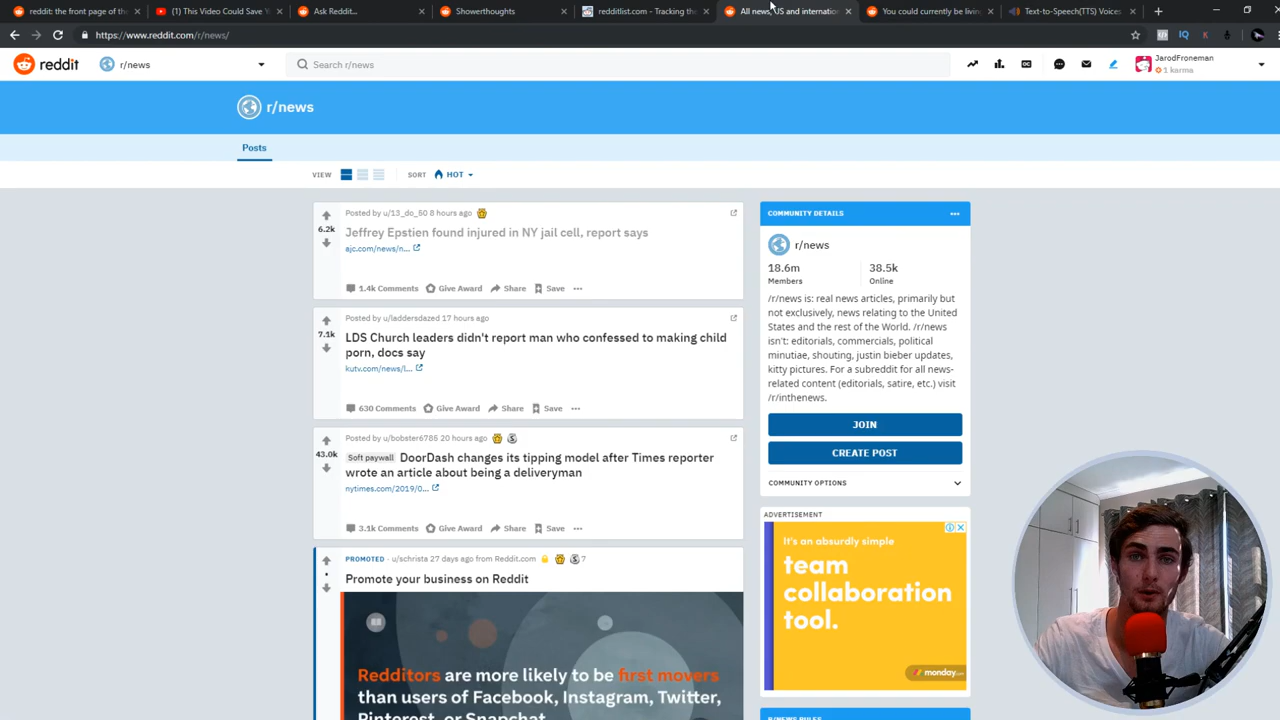 reddit: the front page of the
(1) This Video Could Save Y
Ask Reddit...
Showerthoughts
redditlist.com - Tracking the
All news, US and internation
You could currently be living
Text-to-Speech(TTS) Voices
https://www.reddit.com/r/news/
reddit
r/news
Search r/news
JarodFroneman
1 karma
r/news
Posts
VIEW
SORT
HOT
6.2k
Posted by u/13_do_50 8 hours ago
Jeffrey Epstien found injured in NY jail cell, report says
ajc.com/news/n...
1.4k Comments
Give Award
Share
Save
7.1k
Posted by u/laddersdazed 17 hours ago
LDS Church leaders didn't report man who confessed to making child
porn, docs say
kutv.com/news/l...
630 Comments
Give Award
Share
Save
43.0k
Posted by u/bobster6785 20 hours ago
Soft paywall DoorDash changes its tipping model after Times reporter
wrote an article about being a deliveryman
nytimes.com/2019/0...
3.1k Comments
Give Award
Share
Save
PROMOTED · u/schrista 27 days ago from Reddit.com
7
Promote your business on Reddit
Redditors are more likely to be first movers
than users of Facebook, Instagram, Twitter,
Pinterest, or Snapchat.
COMMUNITY DETAILS
r/news
18.6m
Members
38.5k
Online
/r/news is: real news articles, primarily but
not exclusively, news relating to the United
States and the rest of the World. /r/news
isn't: editorials, commercials, political
minutiae, shouting, justin bieber updates,
kitty pictures. For a subreddit for all news-
related content (editorials, satire, etc.) visit
/r/inthenews.
JOIN
CREATE POST
COMMUNITY OPTIONS
ADVERTISEMENT
It's an absurdly simple
team
collaboration
tool.
monday.com
R/NEWS RULES